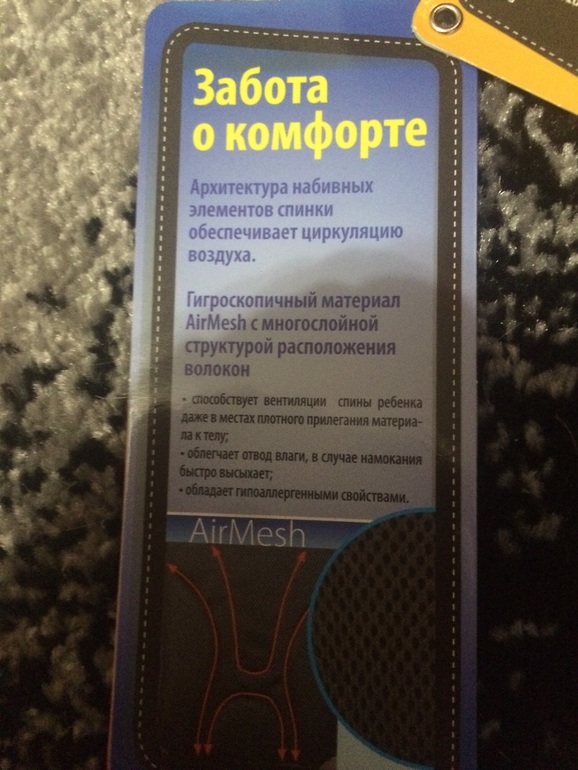 Забота
о комфорте
Архитектура набивных
элементов спинки
обеспечивает циркуляцию
воздуха.
Гигроскопичный материал
AirMesh с многослойной
структурой расположения
волокон
• способствует вентиляции спины ребенка
даже в местах плотного прилегания материа-
ла к телу;
• облегчает отвод влаги, в случае намокания
быстро высыхает;
• обладает гипоаллергенными свойствами.
AirMesh